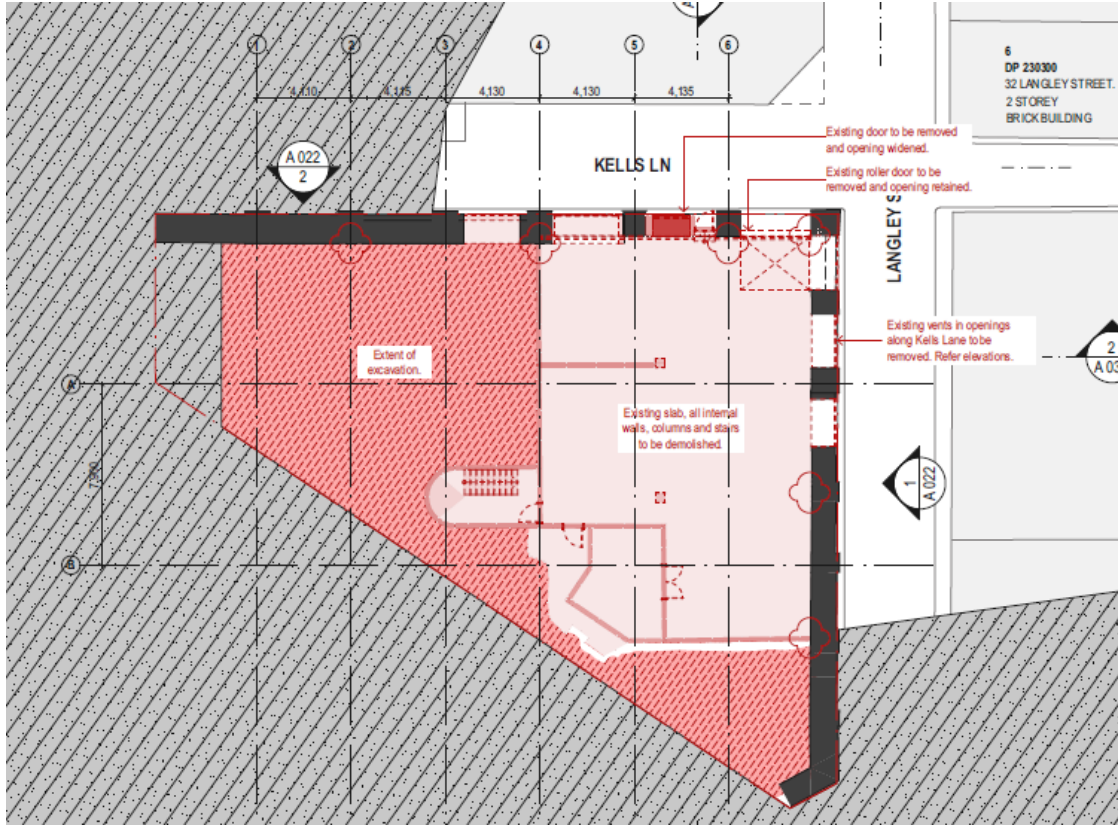 A
1
2
3
4
5
6
4,110
4,115
4,130
4,130
4,135
6
DP 230300
32 LANGLEY STREET.
2 STOREY
BRICK BUILDING
A 022
2
KELLS LN
Existing door to be removed
and opening widened.
Existing roller door to be
removed and opening retained.
LANGLEY S
Existing vents in openings
along Kells Lane to be
removed. Refer elevations.
2
A 03
Extent of
excavation.
A
Existing slab, all internal
walls, columns and stairs
to be demolished.
1
A 022
B